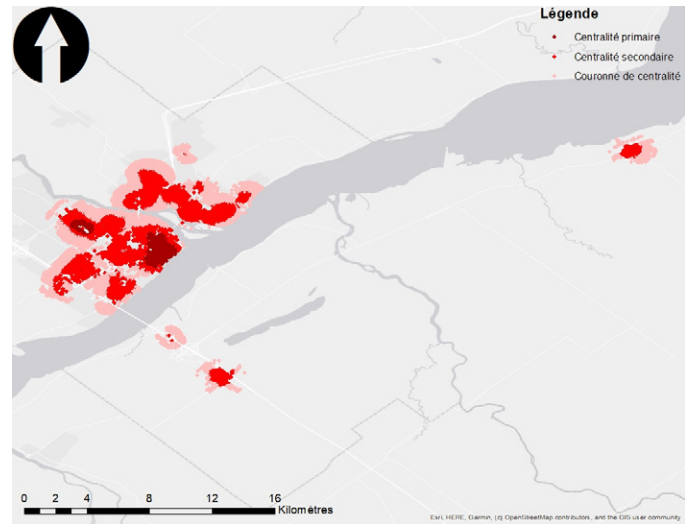 Légende
Centralité primaire
Centralité secondaire
Couronne de centralité
0 2 4 8 12 16
Kilomètres
Esri, HERE, Garmin, (c) OpenStreetMap contributors, and the GIS user community